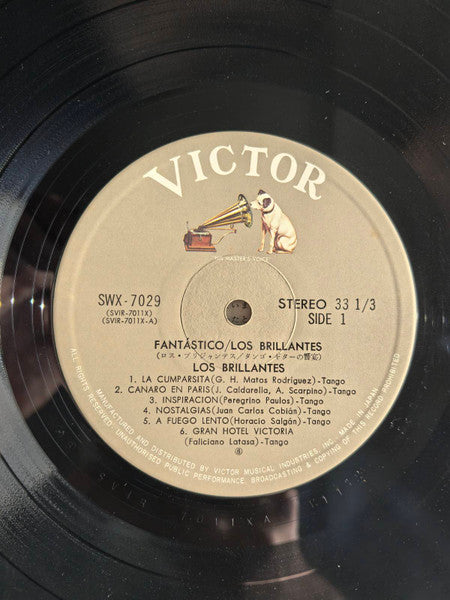 VICTOR
"HIS MASTER'S VOICE"
SWX-7029
(SVIR-7011X)
(SVIR-7011X-A)
STEREO 33 1/3
SIDE 1
FANTÁSTICO/LOS BRILLANTES
(ロス・ブリジャンテス/タンゴ・ギターの饗宴)
LOS BRILLANTES
1. LA CUMPARSITA(G. H. Matos Rodríguez)-Tango
2. CANARO EN PARIS(J. Caldarella, A. Scarpino)-Tango
3. INSPIRACION(Peregrino Paulos)-Tango
4. NOSTALGIAS(Juan Carlos Cobián)-Tango
5. A FUEGO LENTO(Horacio Salgán)-Tango
6. GRAN HOTEL VICTORIA
(Faliciano Latasa)-Tango
MANUFACTURED AND DISTRIBUTED BY VICTOR MUSICAL INDUSTRIES, INC. MADE IN JAPAN
ALL RIGHTS RESERVED. UNAUTHORISED PUBLIC PERFORMANCE, BROADCASTING & COPYING OF THIS RECORD PROHIBITED